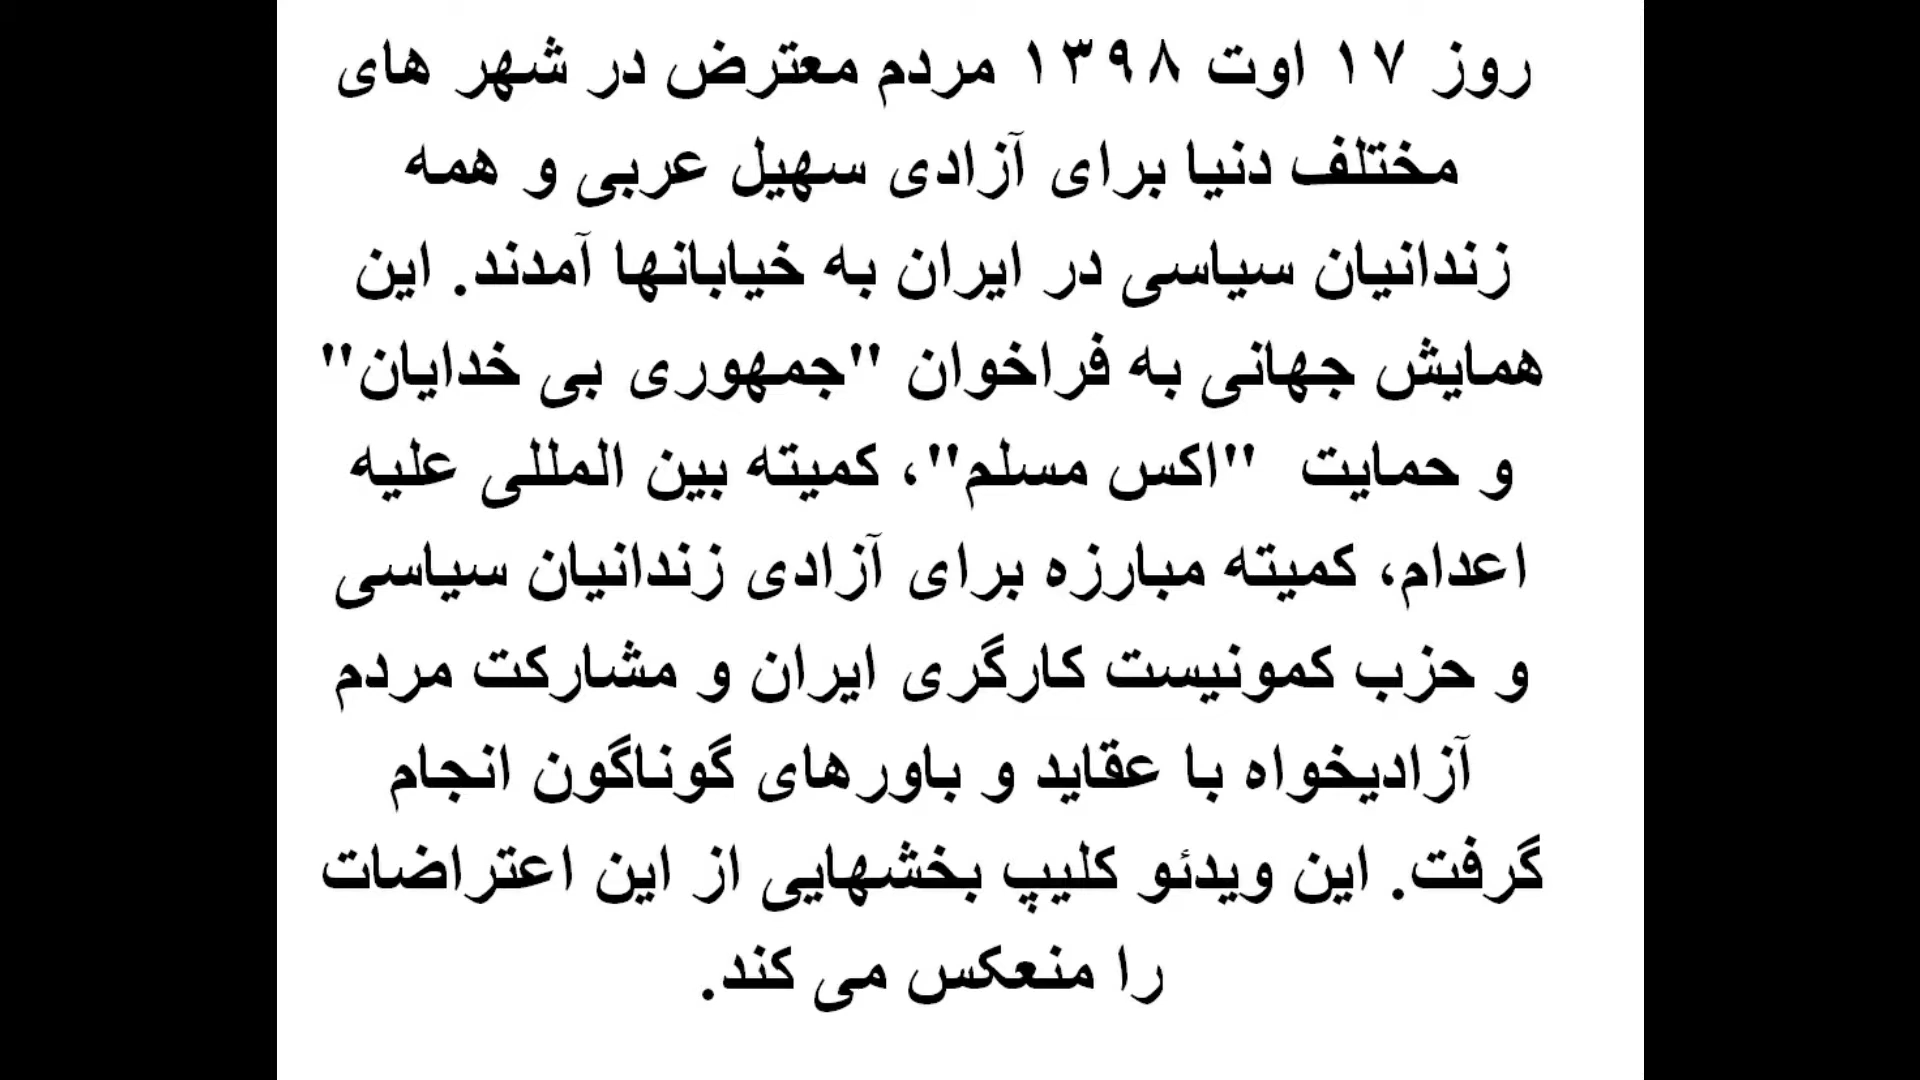 روز ۱۷ اوت ۱۳۹۸ مردم معترض در شهر های
مختلف دنیا برای آزادی سهیل عربی و همه
زندانیان سیاسی در ایران به خیابانها آمدند. این
همایش جهانی به فراخوان "جمهوری بی خدایان"
و حمایت "اکس مسلم"، کمیته بین المللی علیه
اعدام، کمیته مبارزه برای آزادی زندانیان سیاسی
و حزب کمونیست کارگری ایران و مشارکت مردم
آزادیخواه با عقاید و باورهای گوناگون انجام
گرفت. این ویدئو کلیپ بخشهایی از این اعتراضات
را منعکس می کند.